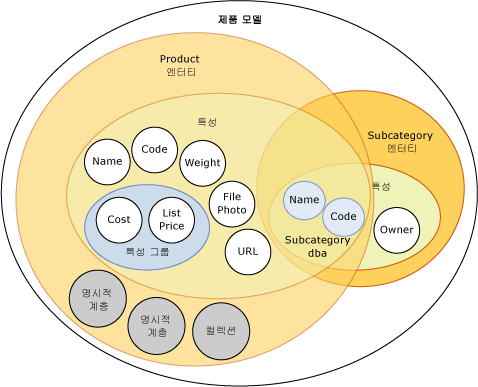 제품 모델
Product
엔터티
Subcategory
엔터티
특성
Name
Code
Weight
File
Photo
URL
Cost
List
Price
특성 그룹
특성
Name
Code
Subcategory
dba
Owner
명시적
계층
명시적
계층
컬렉션